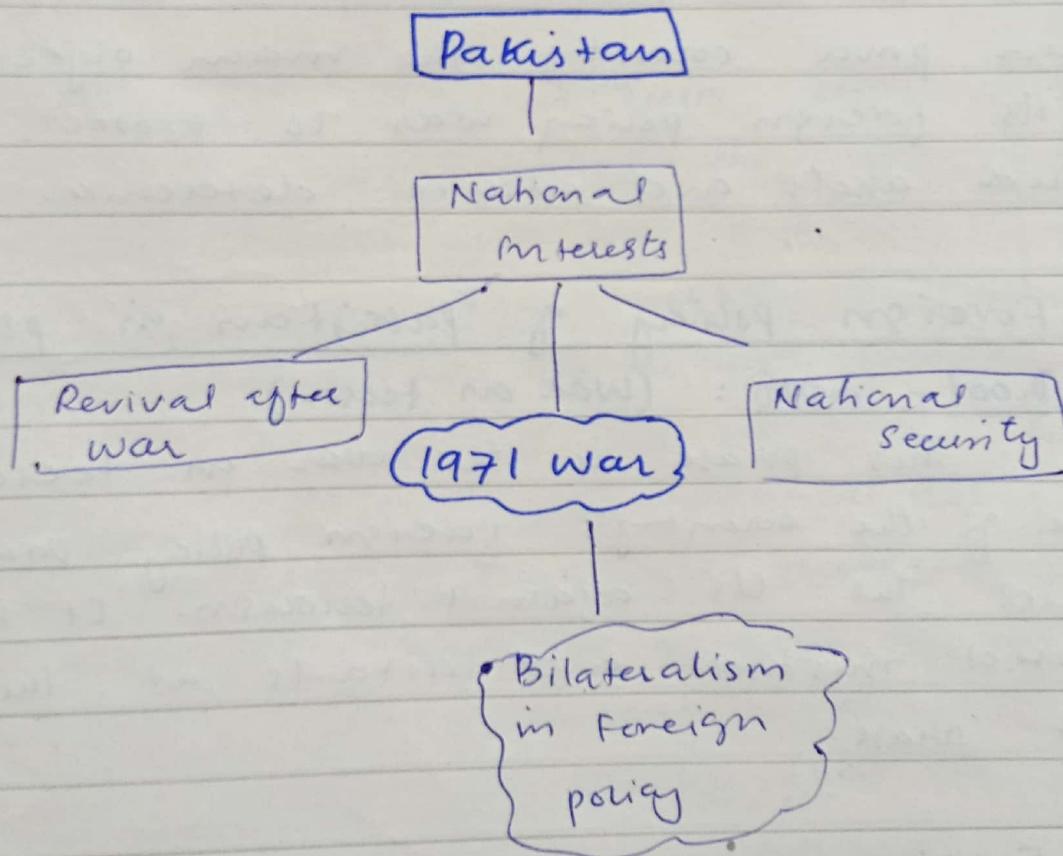 Pakistan
National
Interests
Revival after
war
1971 war
National
Security
Bilateralism
in Foreign
policy